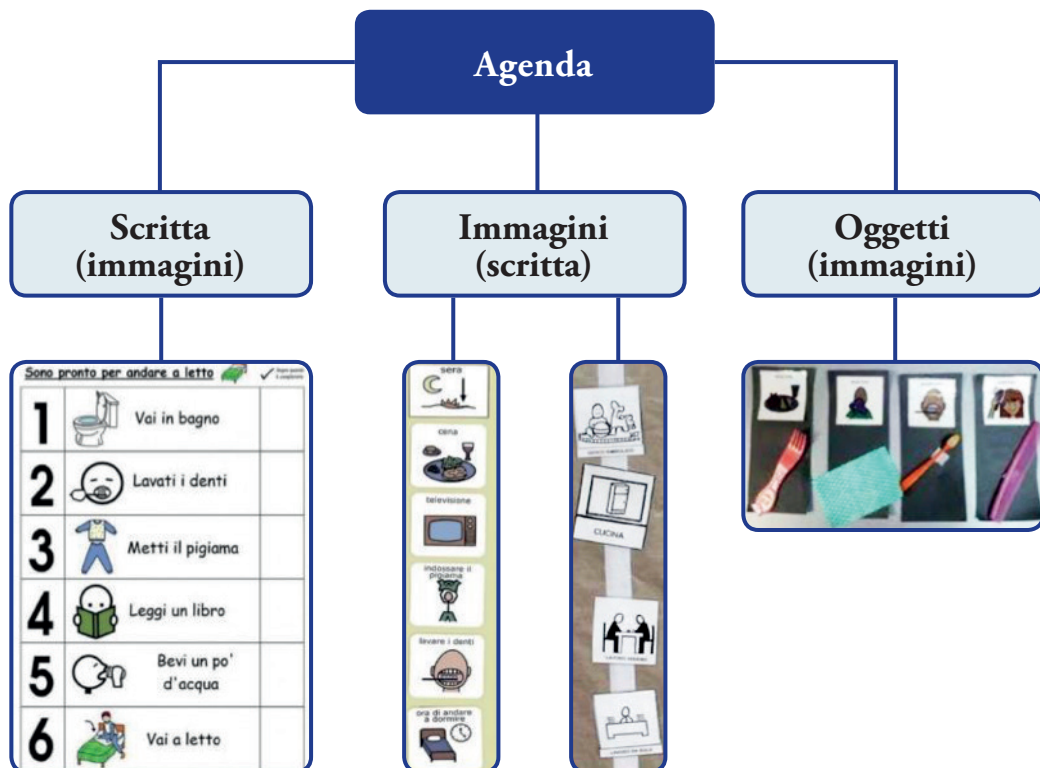 Agenda
Scritta
(immagini)
Immagini
(scritta)
Oggetti
(immagini)
Sono pronto per andare a letto
1
Vai in bagno
2
Lavati i denti
3
Metti il pigiama
4
Leggi un libro
5
Bevi un po'
d'acqua
6
Vai a letto
sera
cena
televisione
indossare il
pigiama
lavare i denti
ora di andare
a dormire
CUCINA